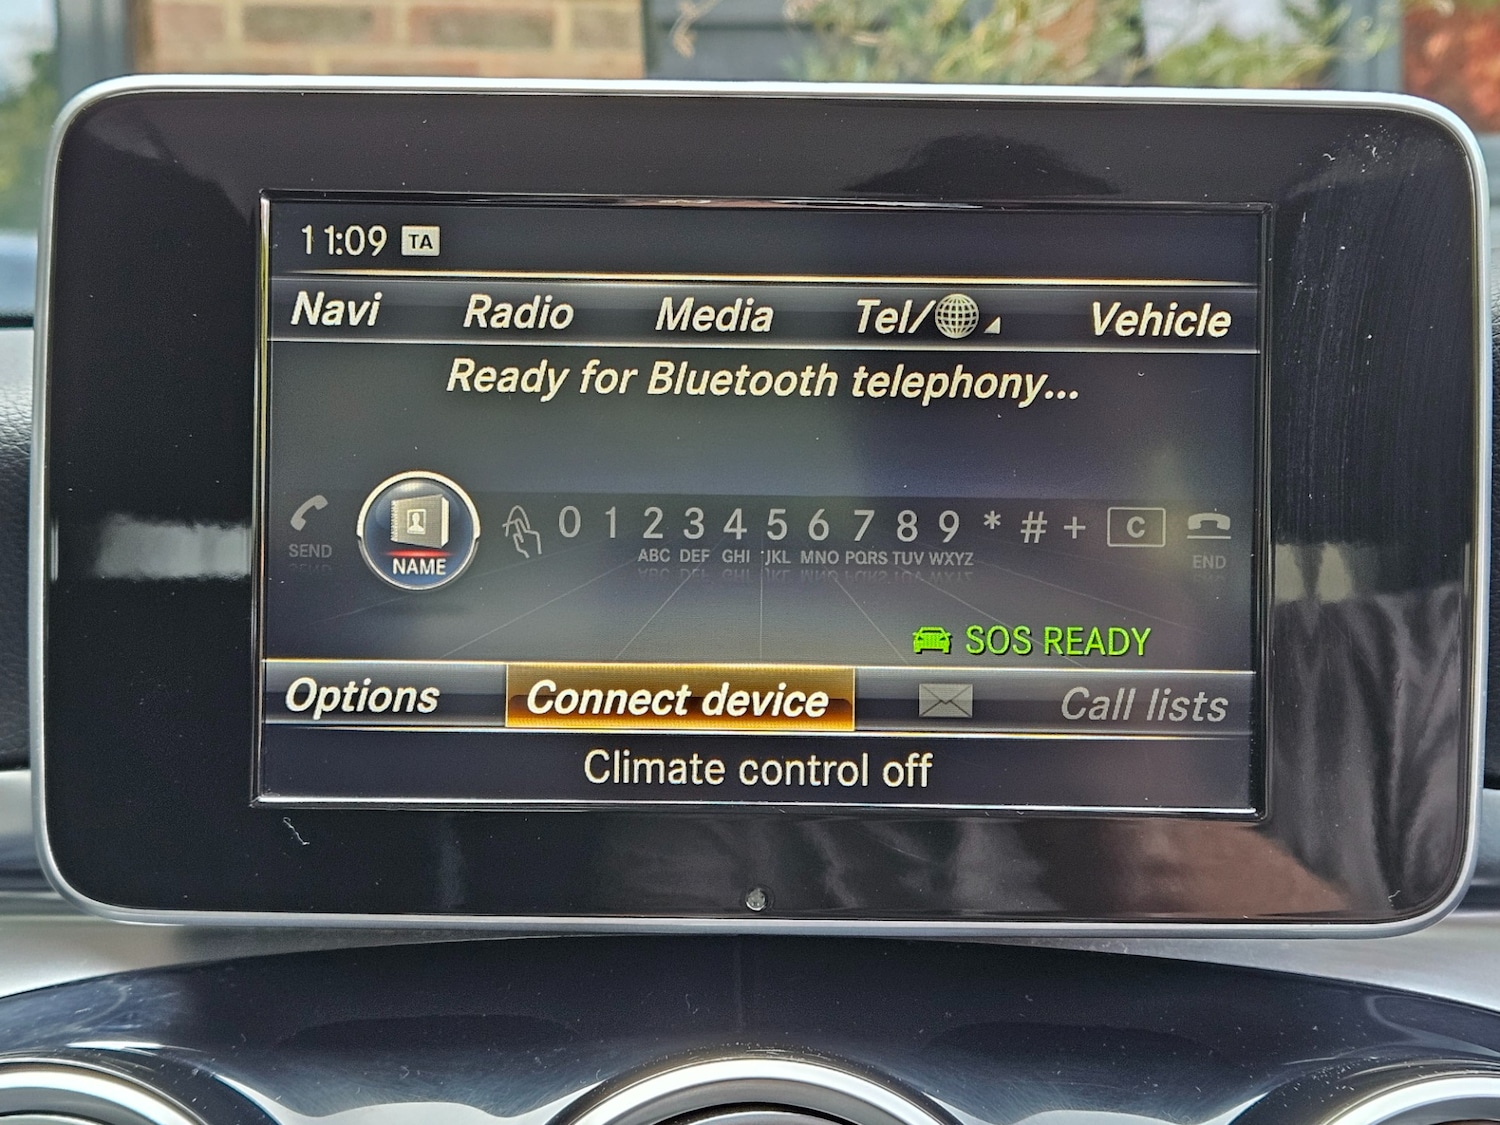 11:09 TA
Navi Radio Media Tel/ Vehicle
Ready for Bluetooth telephony...
0 1 2 3 4 5 6 7 8 9 * # + C
SEND NAME ABC DEF GHI JKL MNO PQRS TUV WXYZ END
SOS READY
Options Connect device Call lists
Climate control off